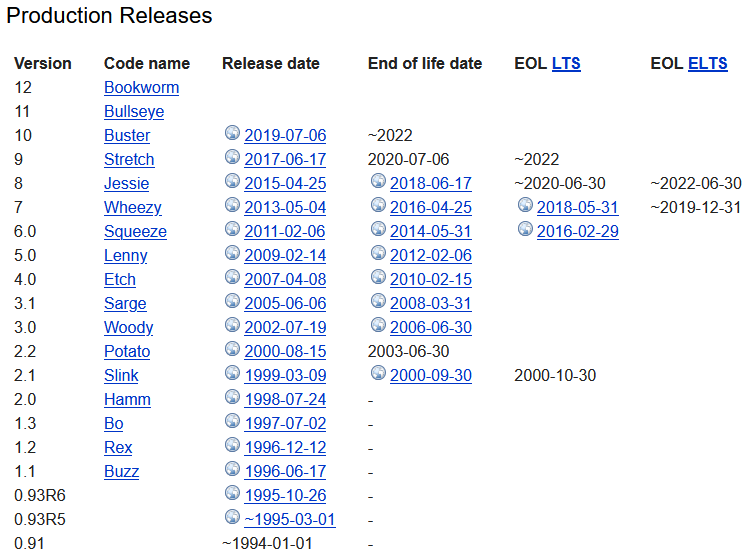 Production Releases
Version Code name Release date End of life date EOL LTS EOL ELTS
12 Bookworm
11 Bullseye
10 Buster 2019-07-06 ~2022
9 Stretch 2017-06-17 2020-07-06 ~2022
8 Jessie 2015-04-25 2018-06-17 ~2020-06-30 ~2022-06-30
7 Wheezy 2013-05-04 2016-04-25 2018-05-31 ~2019-12-31
6.0 Squeeze 2011-02-06 2014-05-31 2016-02-29
5.0 Lenny 2009-02-14 2012-02-06
4.0 Etch 2007-04-08 2010-02-15
3.1 Sarge 2005-06-06 2008-03-31
3.0 Woody 2002-07-19 2006-06-30
2.2 Potato 2000-08-15 2003-06-30
2.1 Slink 1999-03-09 2000-09-30 2000-10-30
2.0 Hamm 1998-07-24 -
1.3 Bo 1997-07-02 -
1.2 Rex 1996-12-12 -
1.1 Buzz 1996-06-17 -
0.93R6 1995-10-26 -
0.93R5 ~1995-03-01 -
0.91 ~1994-01-01 -